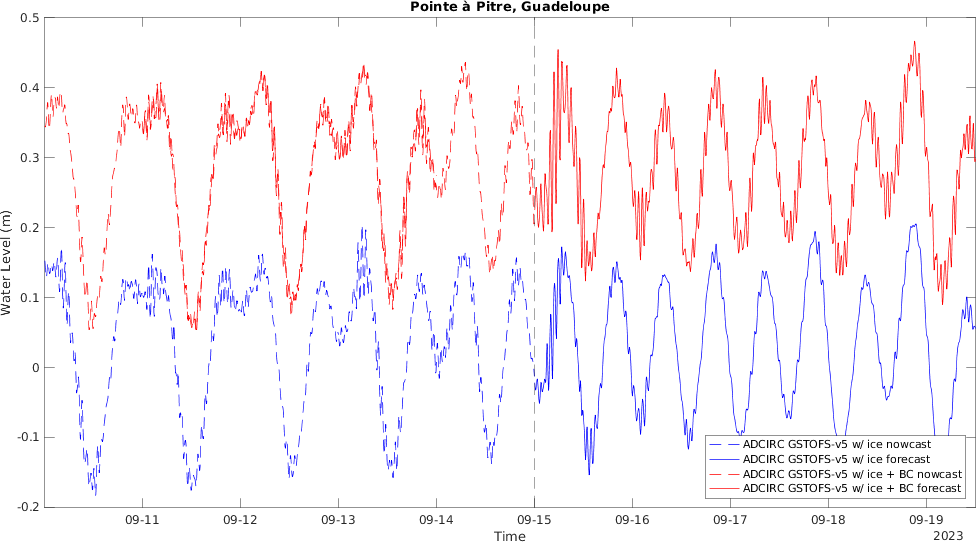 Pointe à Pitre, Guadeloupe
0.5
0.4
0.3
0.2
0.1
0
-0.1
-0.2
Water Level (m)
ADCIRC GSTOFS-v5 w/ ice nowcast
ADCIRC GSTOFS-v5 w/ ice forecast
ADCIRC GSTOFS-v5 w/ ice + BC nowcast
ADCIRC GSTOFS-v5 w/ ice + BC forecast
09-11 09-12 09-13 09-14 09-15 09-16 09-17 09-18 09-19
Time
2023